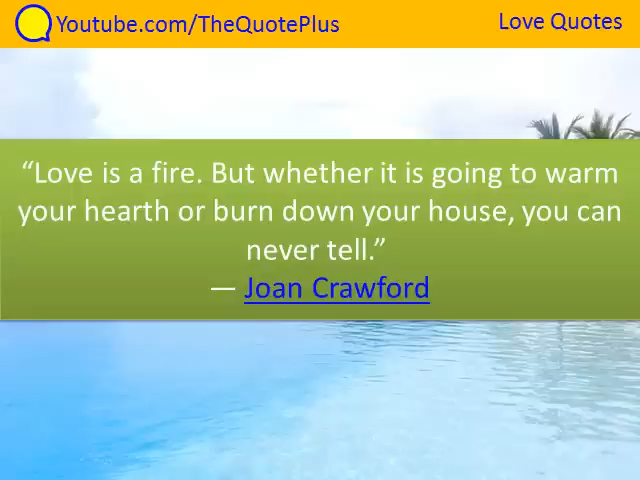 Youtube.com/TheQuotePlus
Love Quotes
“Love is a fire. But whether it is going to warm
your hearth or burn down your house, you can
never tell.”
― Joan Crawford